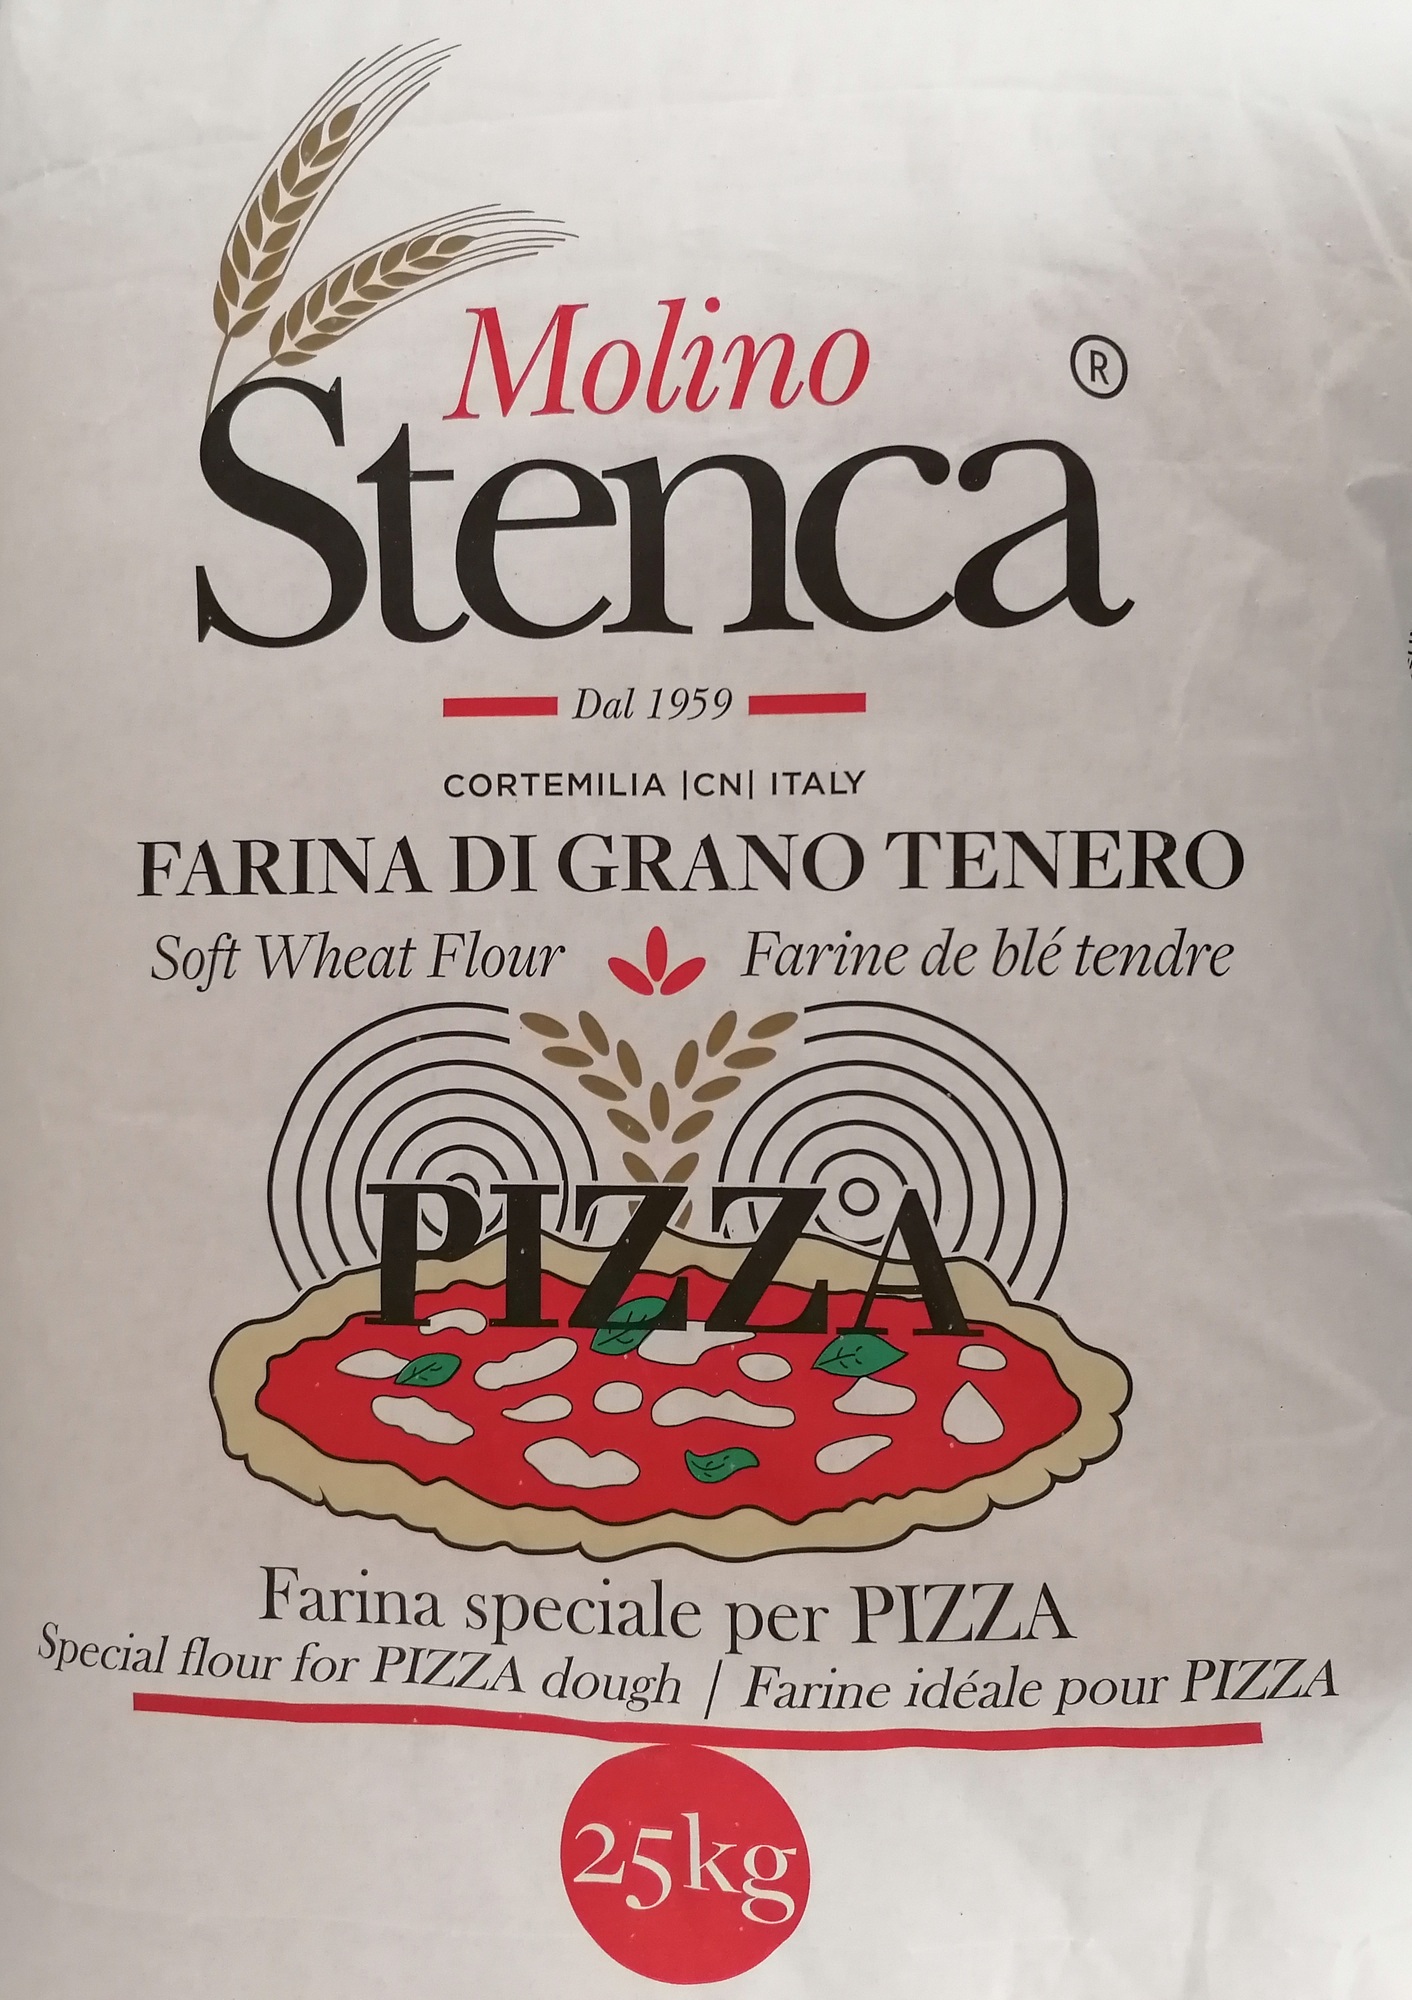 Molino
Stenca ®
Dal 1959
CORTEMILIA |CN| ITALY
FARINA DI GRANO TENERO
Soft Wheat Flour Farine de blé tendre
PIZZA
Farina speciale per PIZZA
Special flour for PIZZA dough | Farine idéale pour PIZZA
25kg